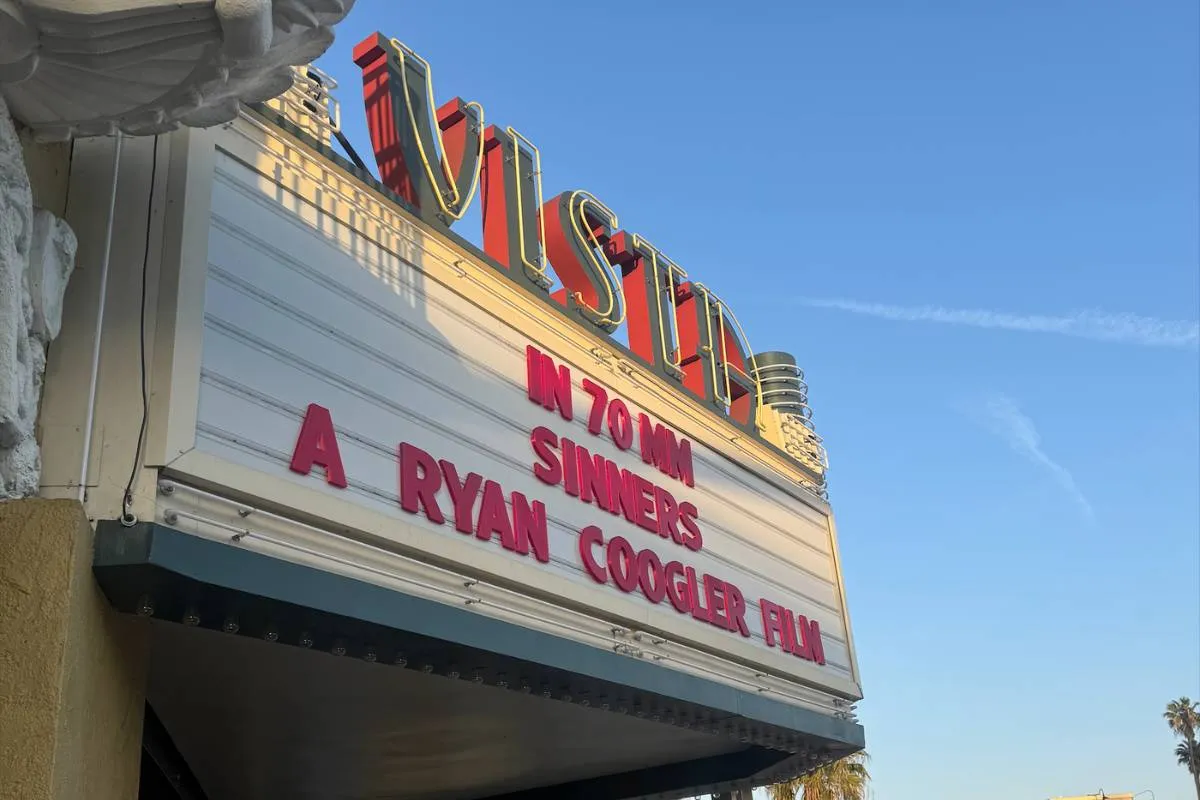 VISTA
IN 70 MM
SINNERS
A RYAN COOGLER FILM